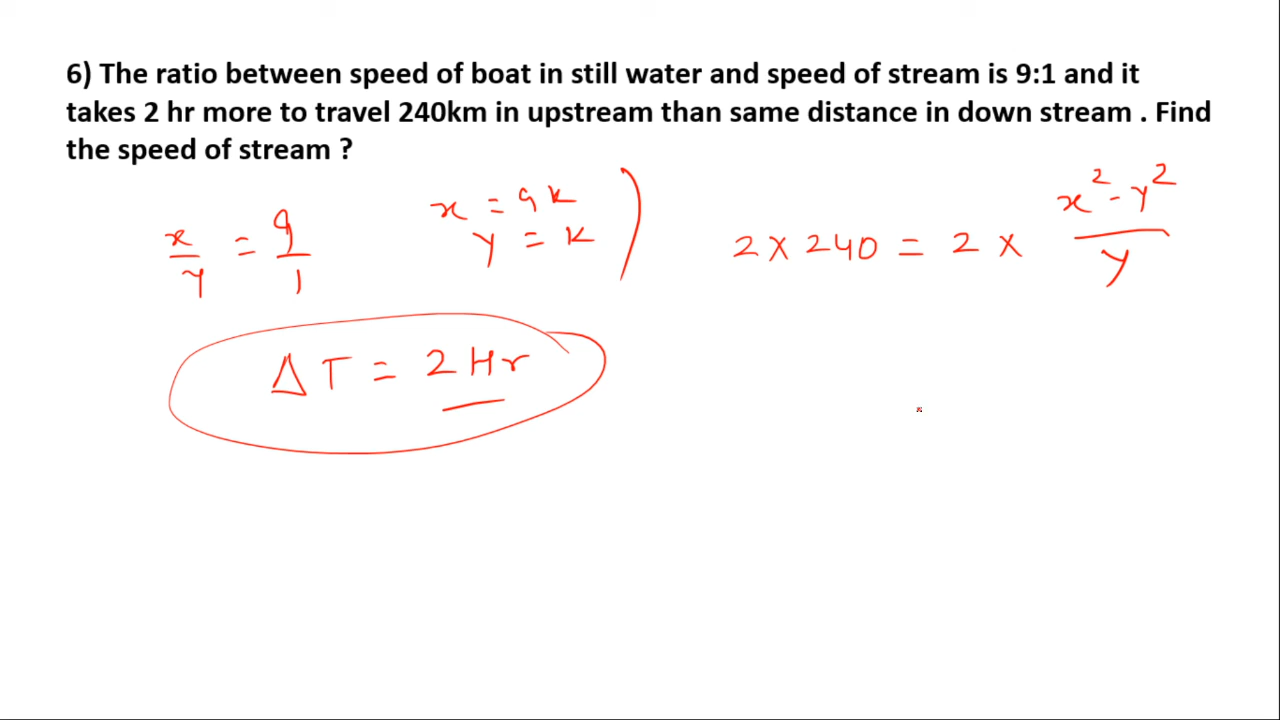 6) The ratio between speed of boat in still water and speed of stream is 9:1 and it
takes 2 hr more to travel 240km in upstream than same distance in down stream . Find
the speed of stream ?
x/y = 9/1
x = 9k
y = k
2 x 240 = 2 x (x² - y²)/y
ΔT = 2 Hr